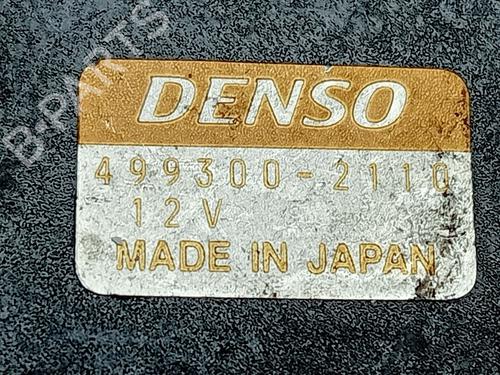 B-PARTS
DENSO
499300-2110
12V
MADE IN JAPAN